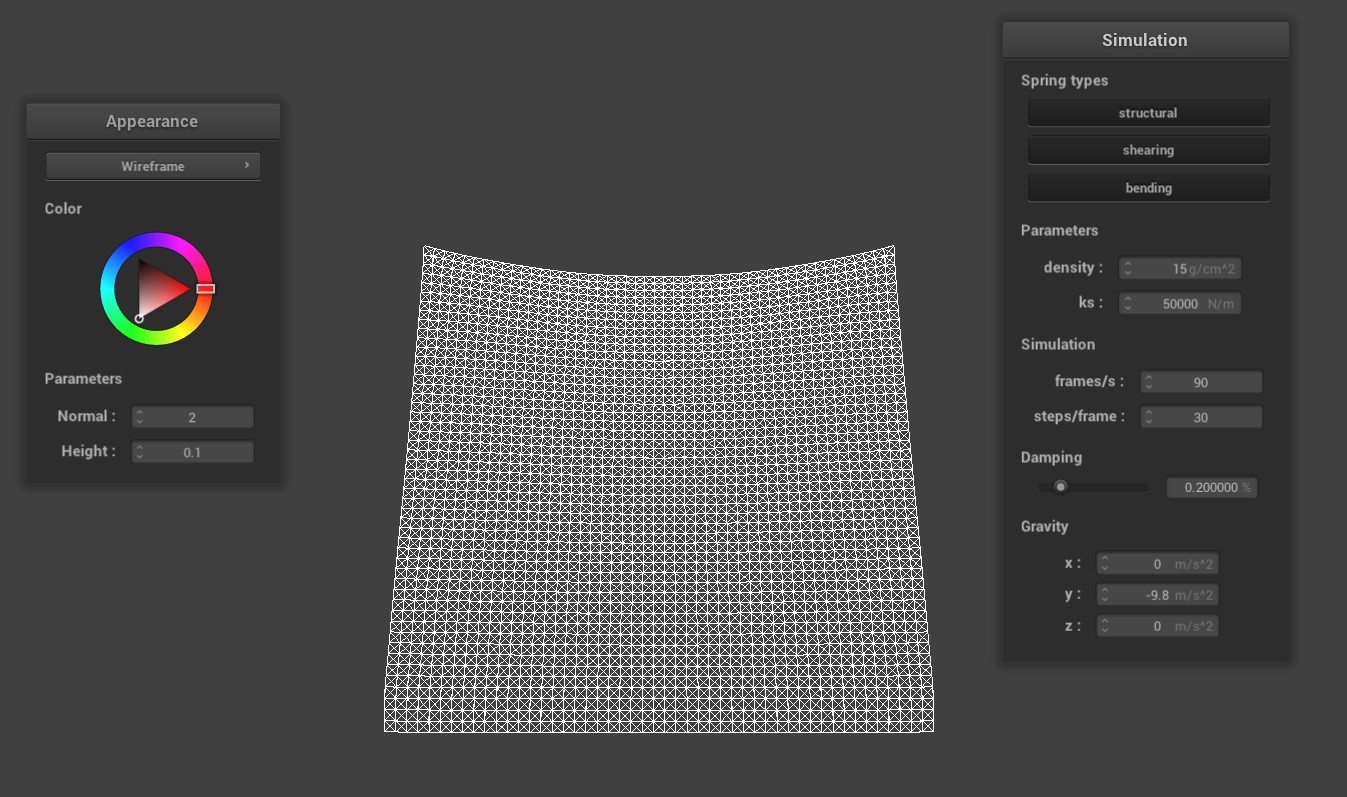 Appearance
Wireframe
Color
Parameters
Normal : 2
Height : 0.1
Simulation
Spring types
structural
shearing
bending
Parameters
density : 15 g/cm^2
ks : 50000 N/m
Simulation
frames/s : 90
steps/frame : 30
Damping
0.200000 %
Gravity
x : 0 m/s^2
y : -9.8 m/s^2
z : 0 m/s^2